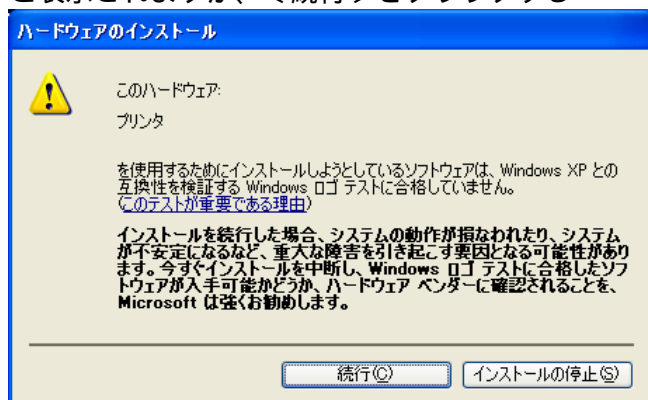 ハードウェアのインストール
このハードウェア:
プリンタ
を使用するためにインストールしようとしているソフトウェアは、Windows XP との
互換性を検証する Windows ロゴ テストに合格していません。
(このテストが重要である理由)
インストールを続行した場合、システムの動作が損なわれたり、システム
が不安定になるなど、重大な障害を引き起こす要因となる可能性があり
ます。今すぐインストールを中断し、Windows ロゴ テストに合格したソフ
トウェアが入手可能かどうか、ハードウェア ベンダーに確認されることを、
Microsoft は強くお勧めします。
続行(C)
インストールの停止(S)